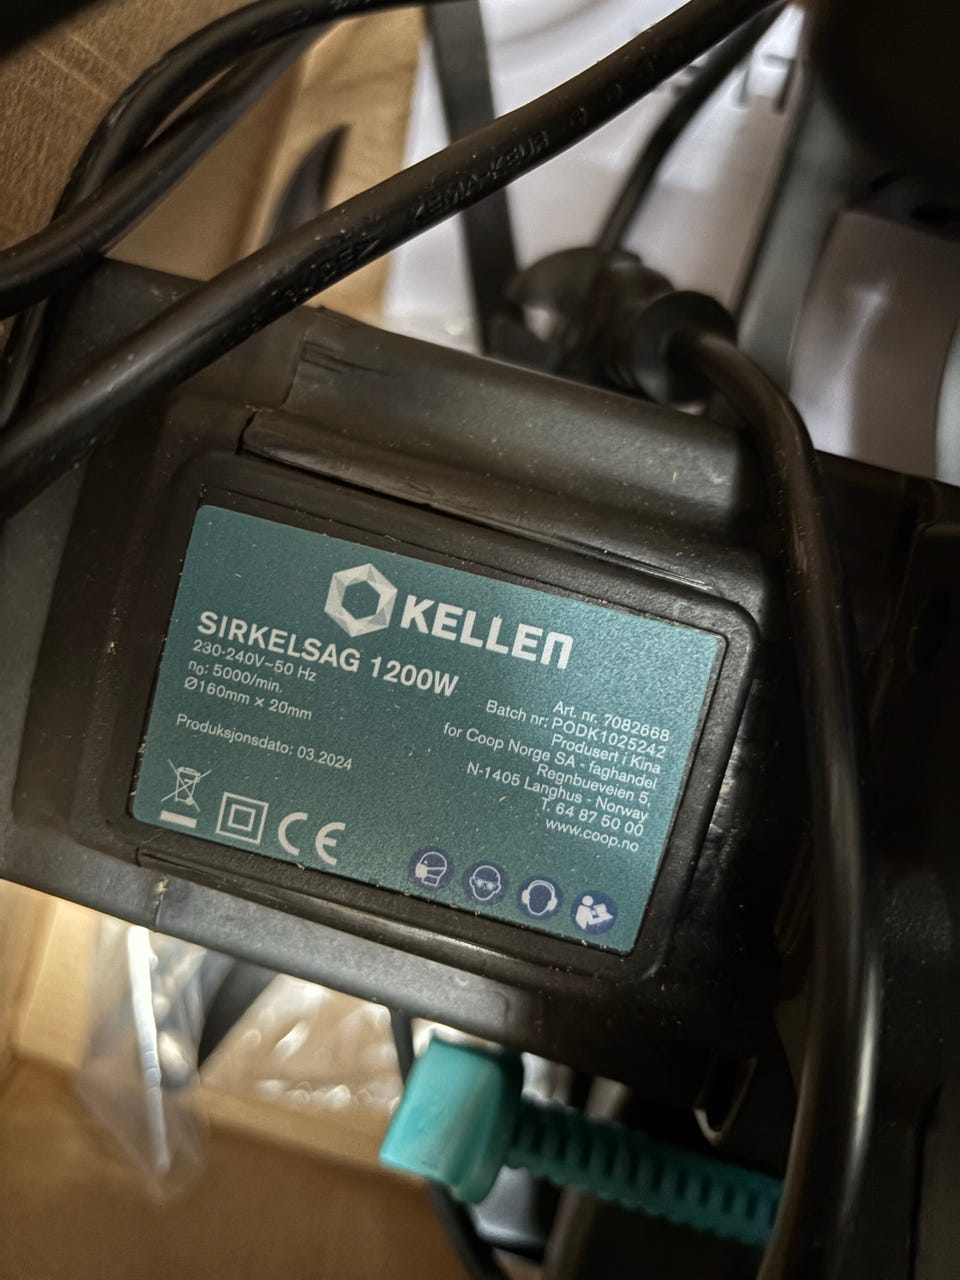 KEMA-KEUR
KELLEN
SIRKELSAG 1200W
230-240V~50 Hz
n0: 5000/min.
Ø160mm x 20mm
Produksjonsdato: 03.2024
Art. nr. 7082668
Batch nr. PODK1025242
Produsert i Kina
for Coop Norge SA - faghandel
Regnbueveien 5,
N-1405 Langhus - Norway
T. 64 87 50 00
www.coop.no
CE